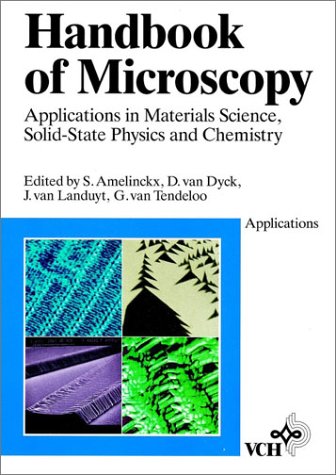 Handbook
of Microscopy
Applications in Materials Science,
Solid-State Physics and Chemistry
Edited by S. Amelinckx, D. van Dyck,
J. van Landuyt, G. van Tendeloo
Applications
VCH